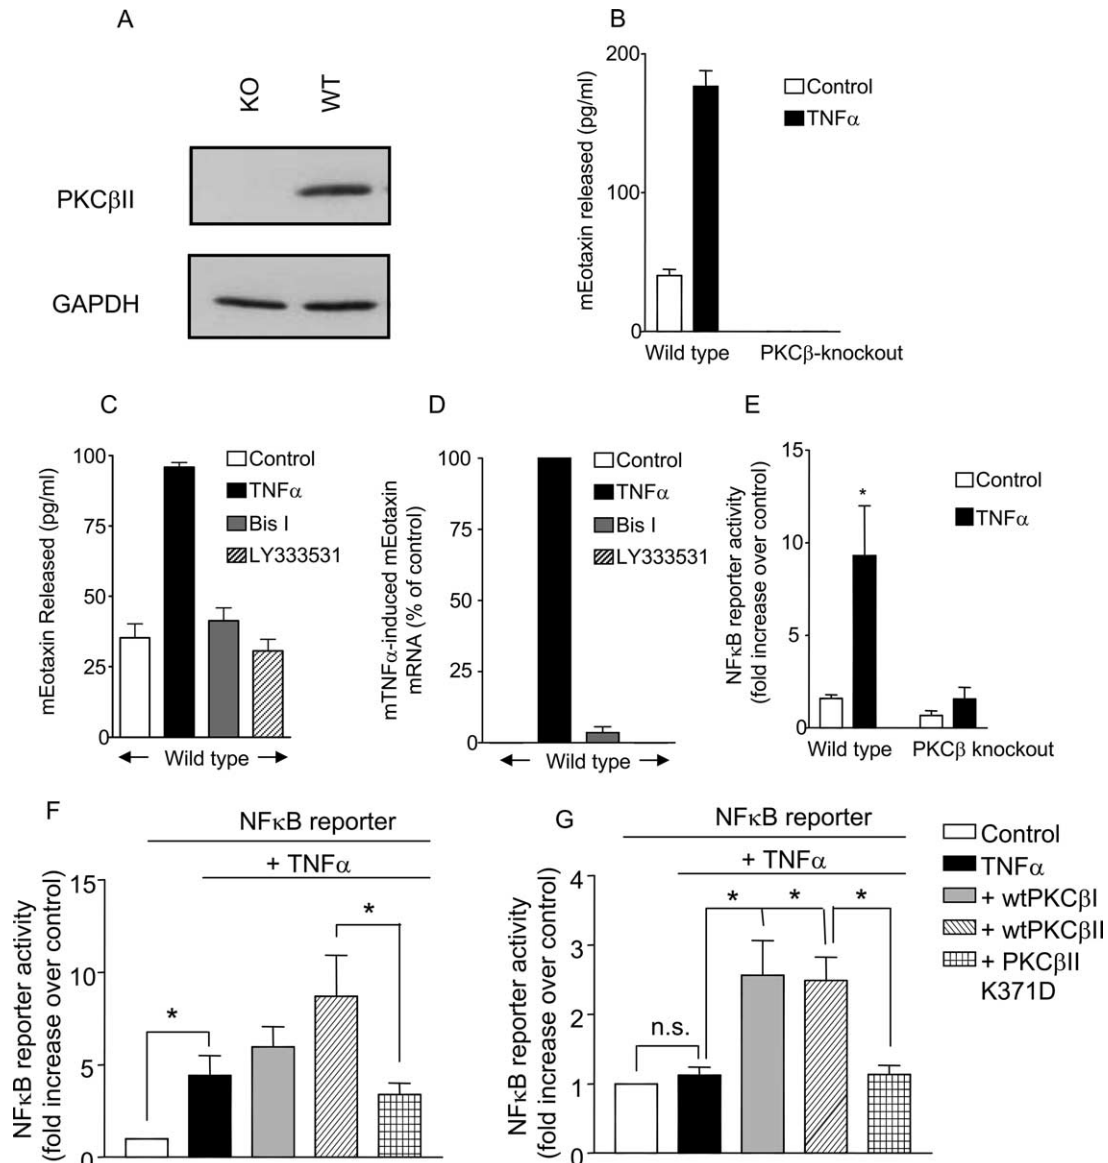 A
KO
WT
PKCβII
GAPDH
B
mEotaxin released (pg/ml)
200
100
0
Wild type
PKCβ-knockout
Control
TNFα
C
mEotaxin Released (pg/ml)
100
75
50
25
0
Wild type
Control
TNFα
Bis I
LY333531
D
mTNFα-induced mEotaxin
mRNA (% of control)
100
50
25
0
Wild type
Control
TNFα
Bis I
LY333531
E
NFκB reporter activity
(fold increase over control)
15
10
5
0
*
Wild type
PKCβ knockout
Control
TNFα
F
NFκB reporter
+ TNFα
NFκB reporter activity
(fold increase over control)
15
10
5
0
*
*
G
NFκB reporter
+ TNFα
NFκB reporter activity
(fold increase over control)
4
3
2
1
0
n.s.
*
*
*
Control
TNFα
+ wtPKCβI
+ wtPKCβII
+ PKCβII
K371D